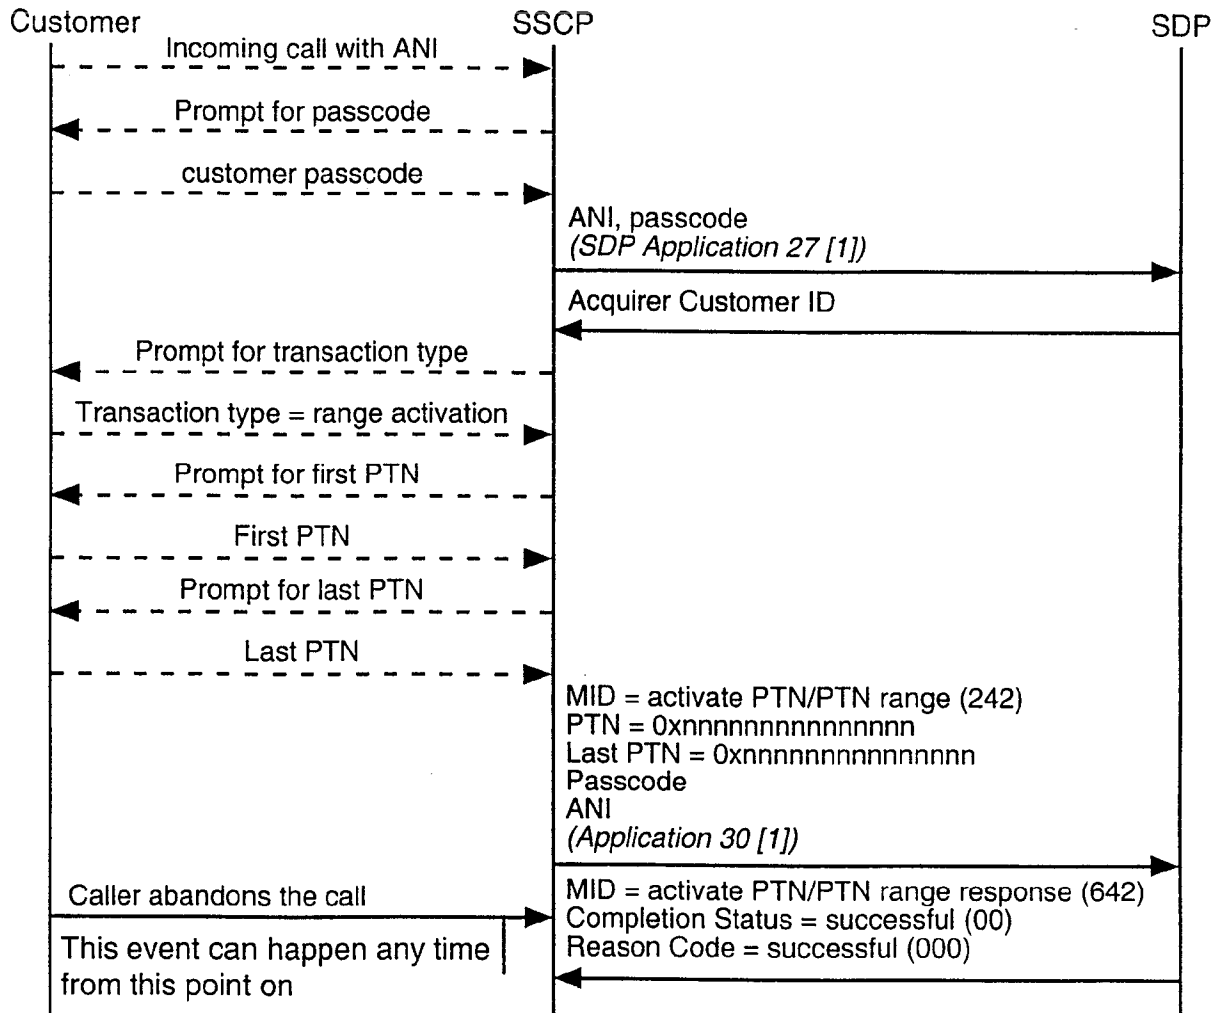 Customer
SSCP
SDP
Incoming call with ANI
Prompt for passcode
customer passcode
ANI, passcode
(SDP Application 27 [1])
Acquirer Customer ID
Prompt for transaction type
Transaction type = range activation
Prompt for first PTN
First PTN
Prompt for last PTN
Last PTN
MID = activate PTN/PTN range (242)
PTN = 0xnnnnnnnnnnnnnnnn
Last PTN = 0xnnnnnnnnnnnnnnnn
Passcode
ANI
(Application 30 [1])
Caller abandons the call
This event can happen any time
from this point on
MID = activate PTN/PTN range response (642)
Completion Status = successful (00)
Reason Code = successful (000)